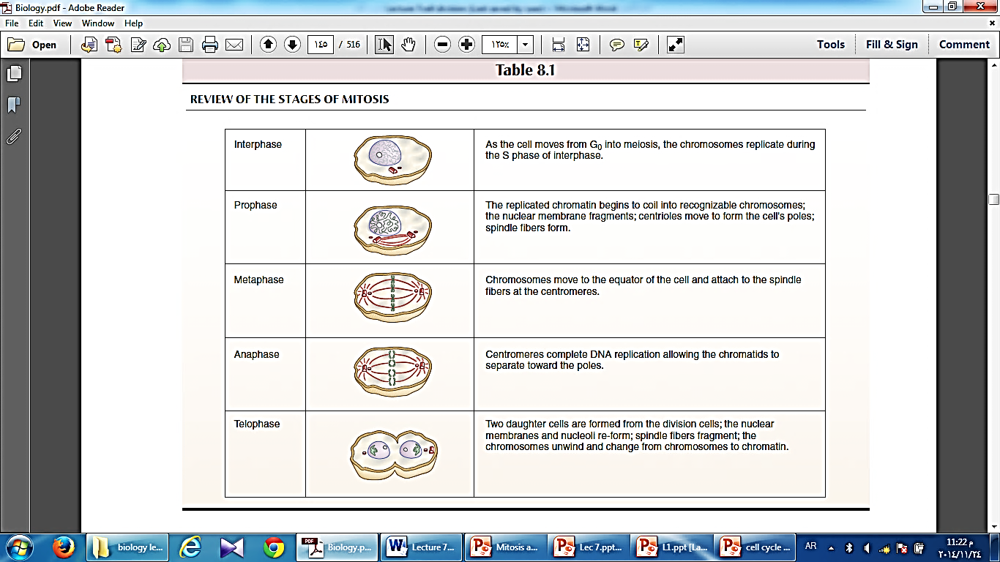 Biology.pdf - Adobe Reader
File Edit View Window Help
Open
١٤٥ / 516
١٢٥٪
Tools Fill & Sign Comment
Table 8.1
REVIEW OF THE STAGES OF MITOSIS
Interphase
As the cell moves from G0 into meiosis, the chromosomes replicate during
the S phase of interphase.
Prophase
The replicated chromatin begins to coil into recognizable chromosomes;
the nuclear membrane fragments; centrioles move to form the cell's poles;
spindle fibers form.
Metaphase
Chromosomes move to the equator of the cell and attach to the spindle
fibers at the centromeres.
Anaphase
Centromeres complete DNA replication allowing the chromatids to
separate toward the poles.
Telophase
Two daughter cells are formed from the division cells; the nuclear
membranes and nucleoli re-form; spindle fibers fragment; the
chromosomes unwind and change from chromosomes to chromatin.
biology le...
PDF
Biology.p...
Lecture 7...
Mitosis a...
Lec 7.ppt...
L1.ppt [La...
cell cycle ...
AR
11:22 م
٢٠١٤/١١/٢٤